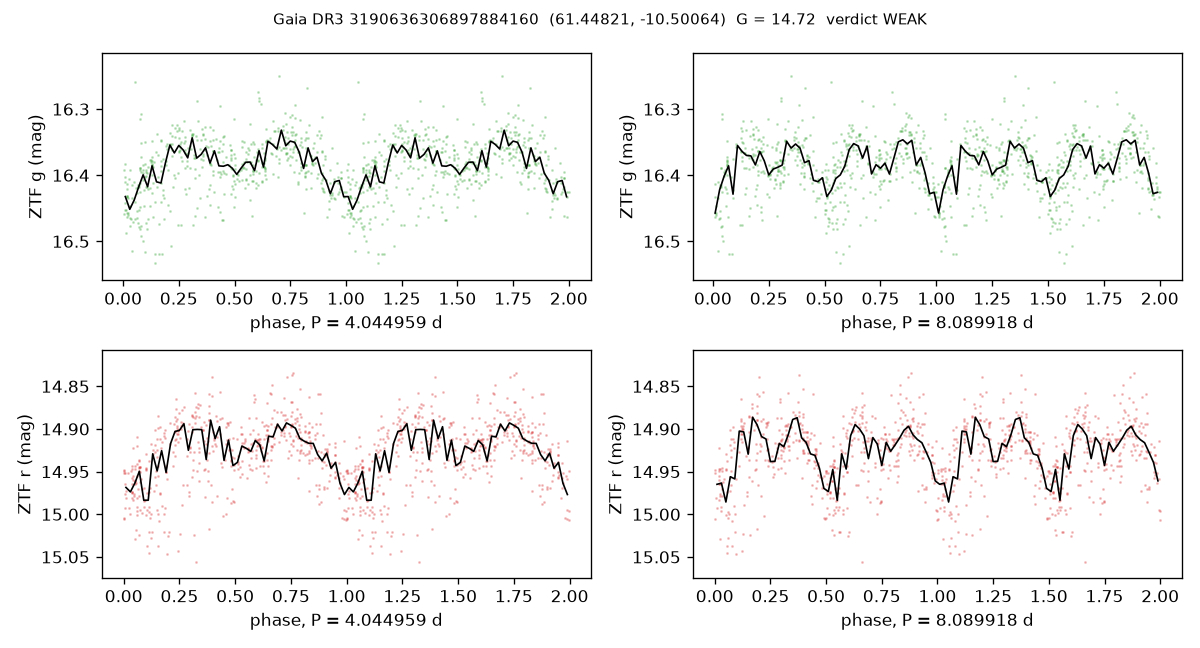 Gaia DR3 3190636306897884160  (61.44821, -10.50064)  G = 14.72  verdict WEAK
ZTF g (mag)
16.3
16.4
16.5
0.00 0.25 0.50 0.75 1.00 1.25 1.50 1.75 2.00
phase, P = 4.044959 d
ZTF g (mag)
16.3
16.4
16.5
0.00 0.25 0.50 0.75 1.00 1.25 1.50 1.75 2.00
phase, P = 8.089918 d
ZTF r (mag)
14.85
14.90
14.95
15.00
15.05
0.00 0.25 0.50 0.75 1.00 1.25 1.50 1.75 2.00
phase, P = 4.044959 d
ZTF r (mag)
14.85
14.90
14.95
15.00
15.05
0.00 0.25 0.50 0.75 1.00 1.25 1.50 1.75 2.00
phase, P = 8.089918 d